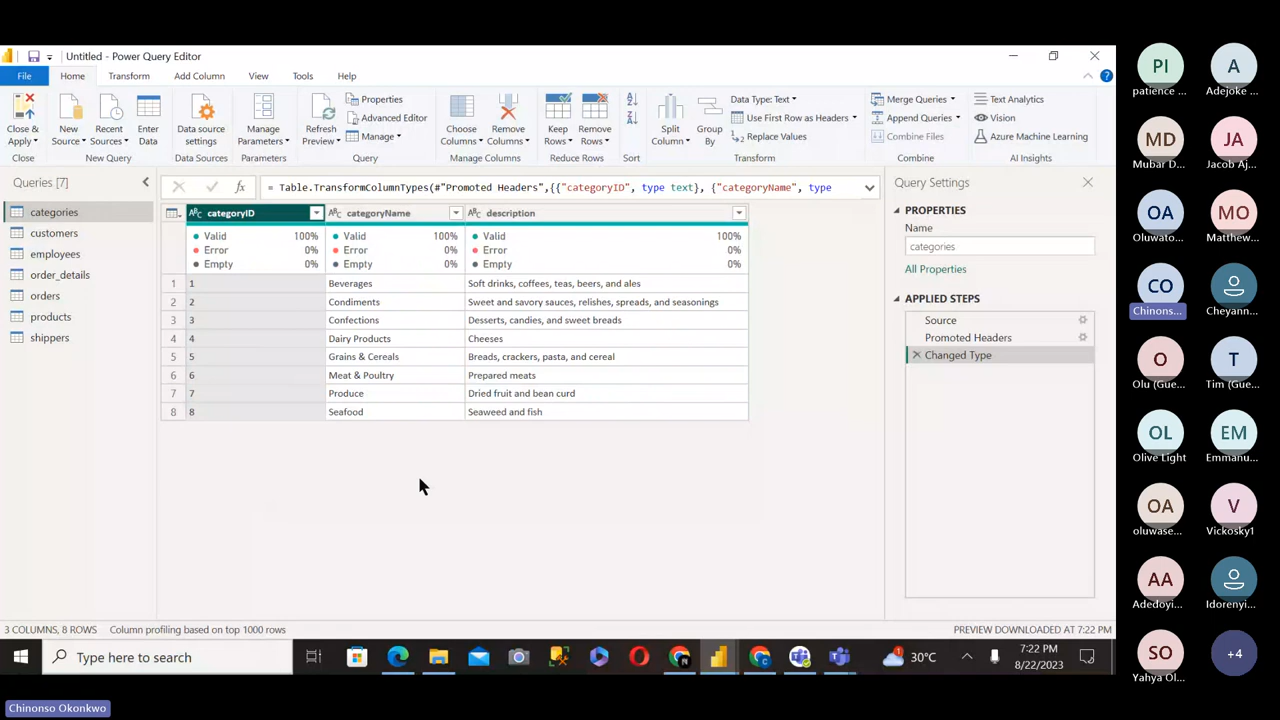 Untitled - Power Query Editor
File Home Transform Add Column View Tools Help
Close & Apply
New Source
Recent Sources
Enter Data
Data source settings
Manage Parameters
Refresh Preview
Properties
Advanced Editor
Manage
Choose Columns
Remove Columns
Keep Rows
Remove Rows
Split Column
Group By
Data Type: Text
Use First Row as Headers
Replace Values
Merge Queries
Append Queries
Combine Files
Text Analytics
Vision
Azure Machine Learning
Close New Query Data Sources Parameters Query Manage Columns Reduce Rows Sort Transform Combine AI Insights
Queries [7]
categories
customers
employees
order_details
orders
products
shippers
= Table.TransformColumnTypes(#"Promoted Headers",{{"categoryID", type text}, {"categoryName", type
categoryID categoryName description
Valid 100% Valid 100% Valid 100%
Error 0% Error 0% Error 0%
Empty 0% Empty 0% Empty 0%
1 1 Beverages Soft drinks, coffees, teas, beers, and ales
2 2 Condiments Sweet and savory sauces, relishes, spreads, and seasonings
3 3 Confections Desserts, candies, and sweet breads
4 4 Dairy Products Cheeses
5 5 Grains & Cereals Breads, crackers, pasta, and cereal
6 6 Meat & Poultry Prepared meats
7 7 Produce Dried fruit and bean curd
8 8 Seafood Seaweed and fish
Query Settings
PROPERTIES
Name
categories
All Properties
APPLIED STEPS
Source
Promoted Headers
Changed Type
3 COLUMNS, 8 ROWS Column profiling based on top 1000 rows
PREVIEW DOWNLOADED AT 7:22 PM
Type here to search
30°C
7:22 PM
8/22/2023
Chinonso Okonkwo
PI A
patience ... Adejoke ...
MD JA
Mubar D... Jacob Aj...
OA MO
Oluwato... Matthew...
CO
Chinons... Cheyann...
O T
Olu (Gue... Tim (Gue...
OL EM
Olive Light Emmanu...
OA V
oluwase... Vickosky1
AA
Adedoyi... Idorenyi...
SO +4
Yahya Ol...